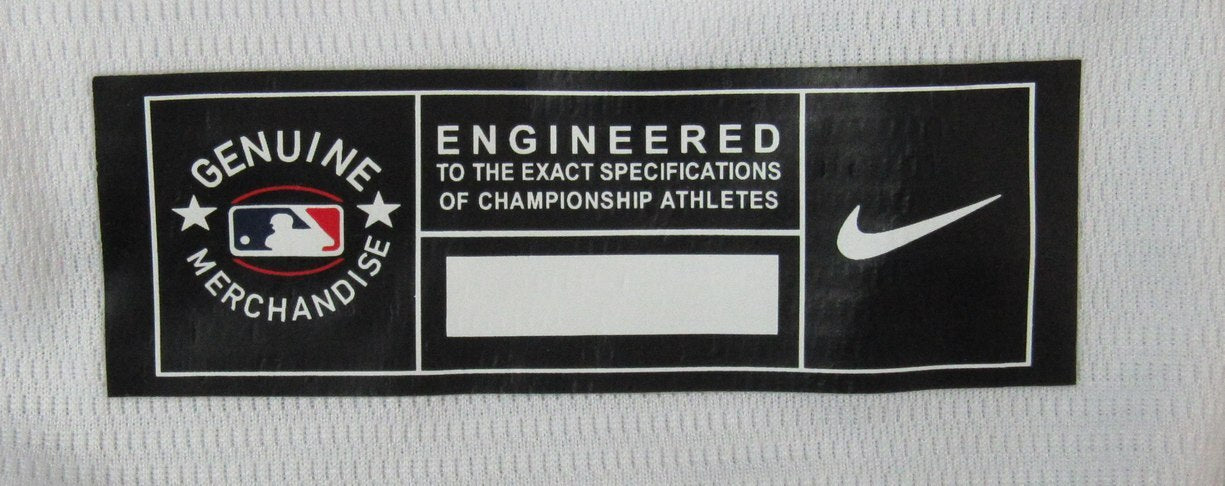 GENUINE
MERCHANDISE
ENGINEERED
TO THE EXACT SPECIFICATIONS
OF CHAMPIONSHIP ATHLETES